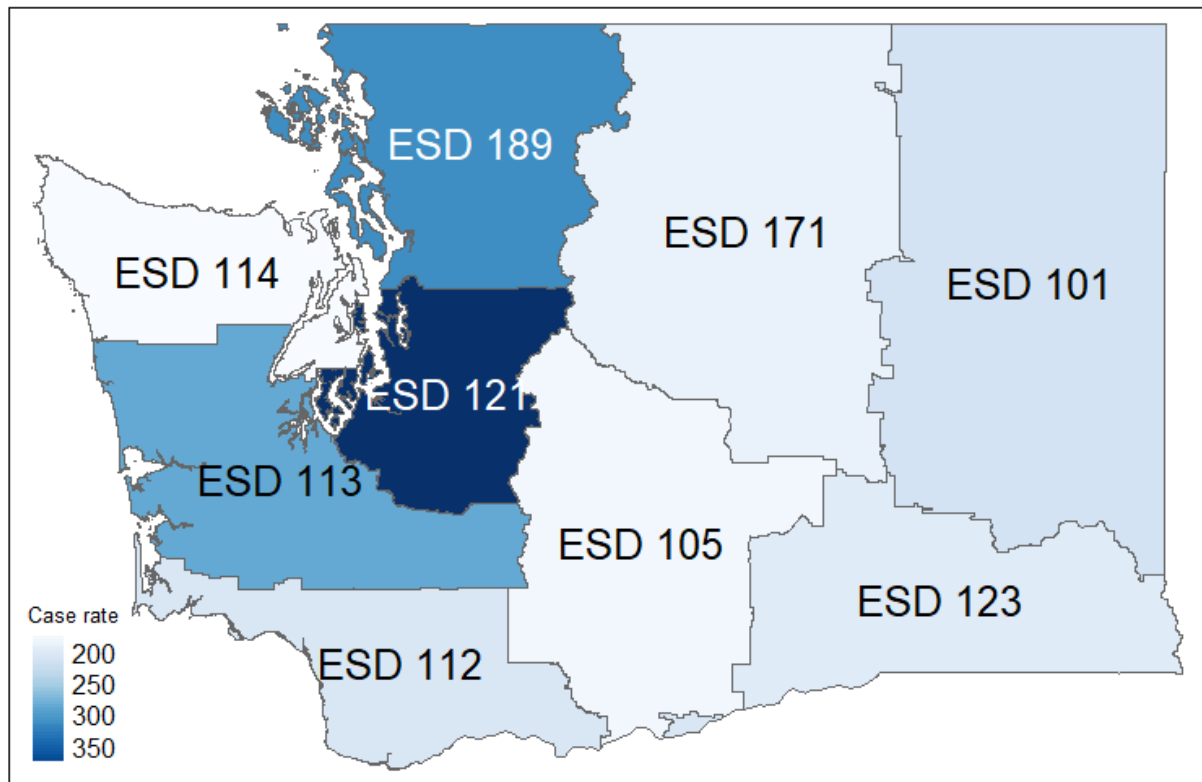 ESD 189
ESD 171
ESD 114
ESD 101
ESD 121
ESD 113
ESD 105
ESD 123
ESD 112
Case rate
200
250
300
350